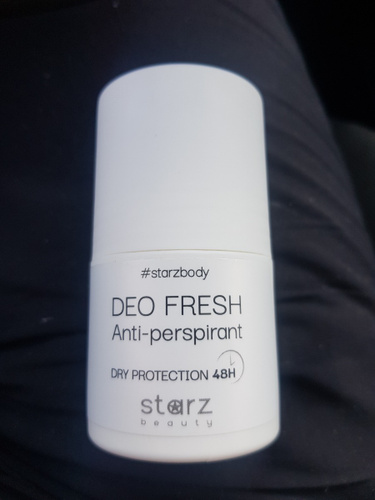 #starzbody
DEO FRESH
Anti-perspirant
DRY PROTECTION 48H
starz
beauty